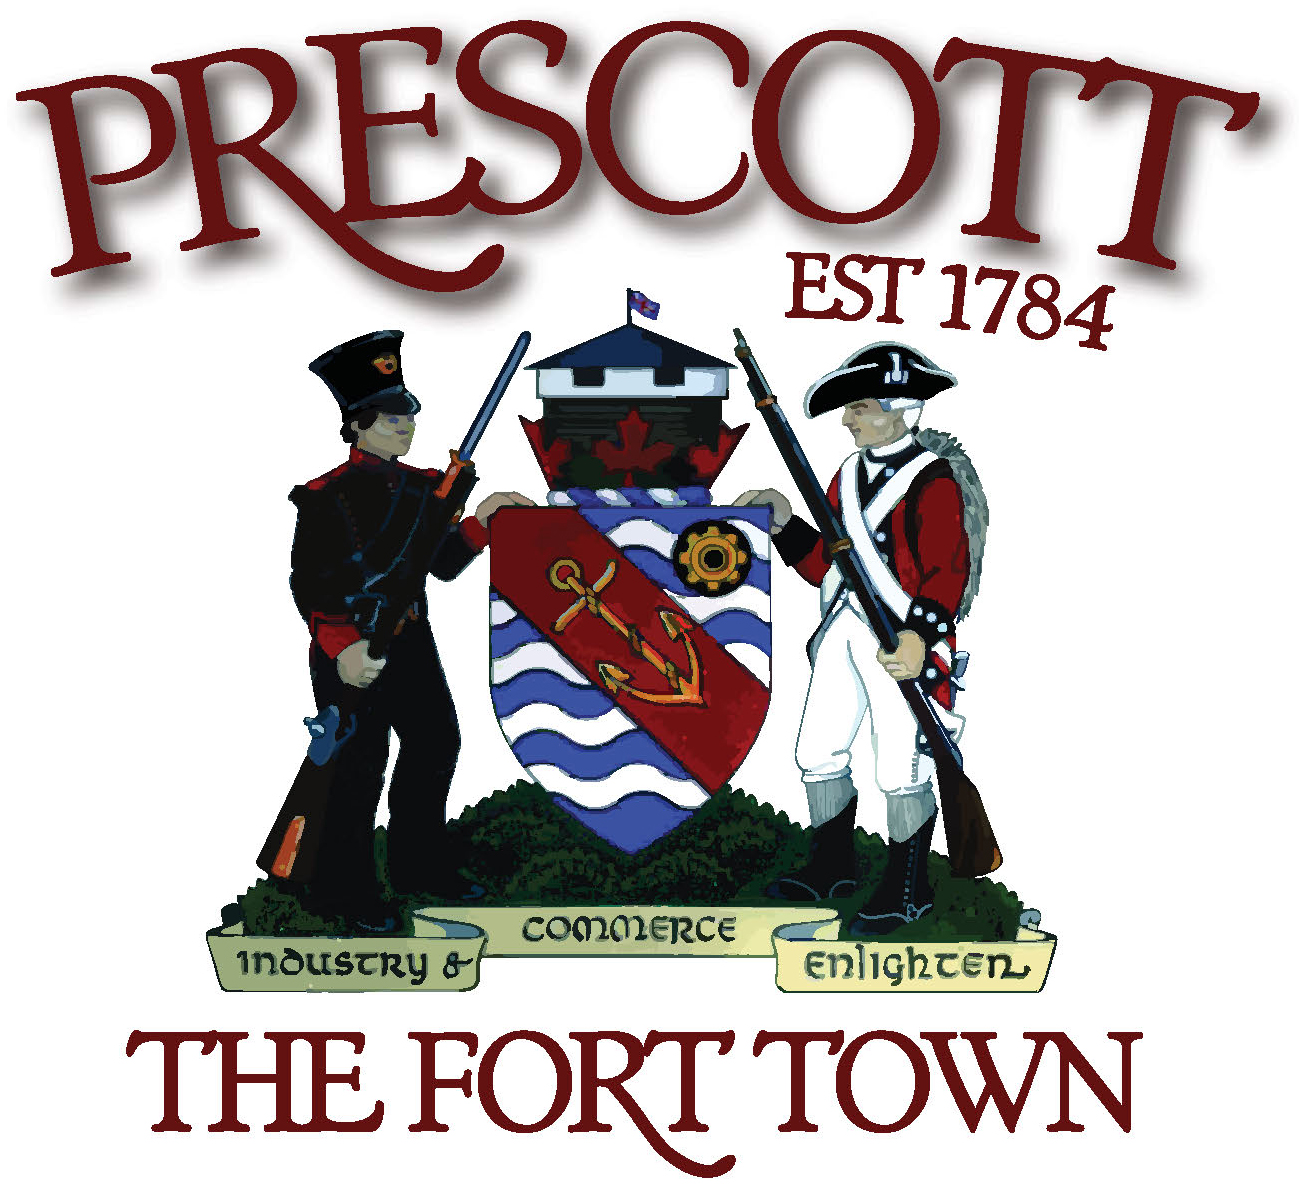 PRESCOTT
EST 1784
INDUSTRY & COMMERCE ENLIGHTEN
THE FORT TOWN